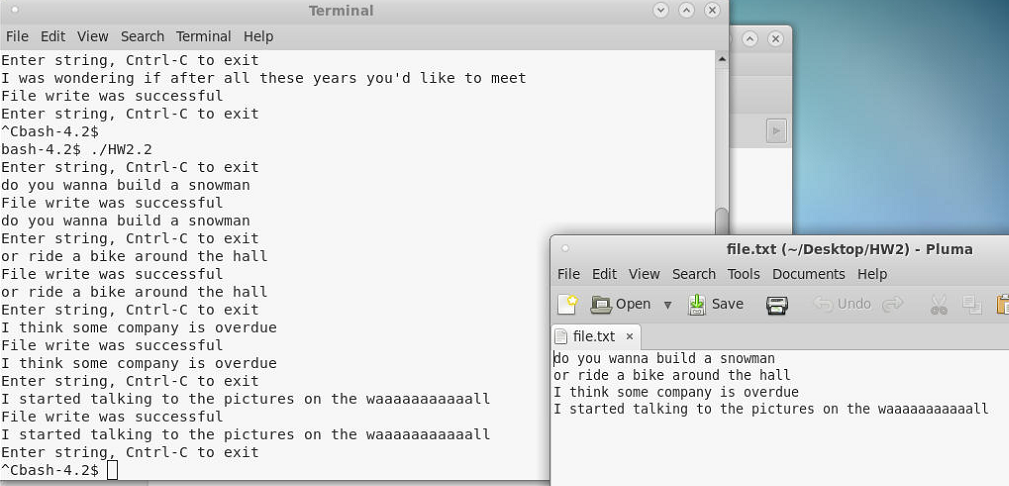 Terminal
File Edit View Search Terminal Help
Enter string, Cntrl-C to exit
I was wondering if after all these years you'd like to meet
File write was successful
Enter string, Cntrl-C to exit
^Cbash-4.2$
bash-4.2$ ./HW2.2
Enter string, Cntrl-C to exit
do you wanna build a snowman
File write was successful
do you wanna build a snowman
Enter string, Cntrl-C to exit
or ride a bike around the hall
File write was successful
or ride a bike around the hall
Enter string, Cntrl-C to exit
I think some company is overdue
File write was successful
I think some company is overdue
Enter string, Cntrl-C to exit
I started talking to the pictures on the waaaaaaaaaaall
File write was successful
I started talking to the pictures on the waaaaaaaaaaall
Enter string, Cntrl-C to exit
^Cbash-4.2$
file.txt (~/Desktop/HW2) - Pluma
File Edit View Search Tools Documents Help
Open Save Undo
file.txt
do you wanna build a snowman
or ride a bike around the hall
I think some company is overdue
I started talking to the pictures on the waaaaaaaaaaall